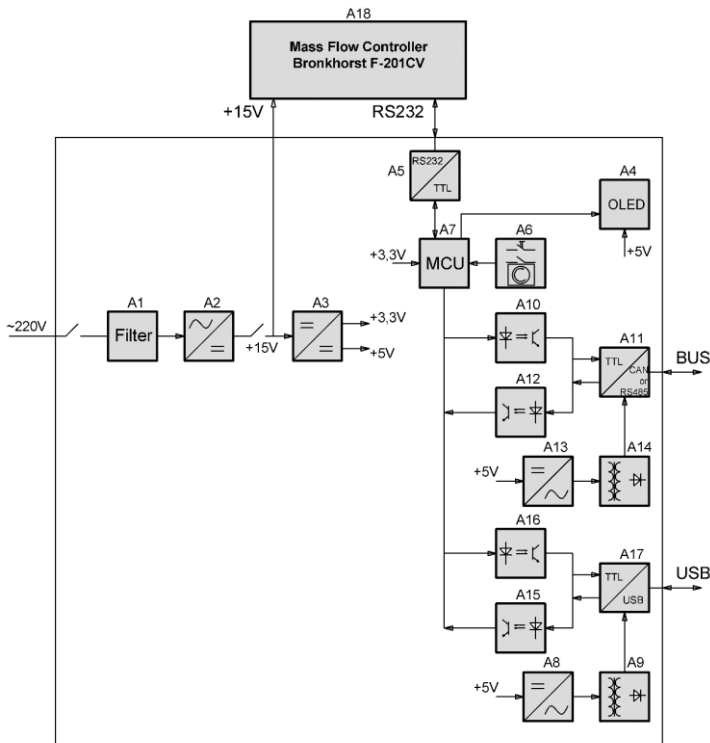 A18
Mass Flow Controller
Bronkhorst F-201CV
+15V
RS232
A5
RS232
TTL
A4
OLED
+5V
A7
MCU
+3,3V
A6
~220V
A1
Filter
A2
+15V
A3
+3,3V
+5V
A10
A11
TTL
CAN
or
RS485
BUS
A12
A13
+5V
A14
A16
A17
TTL
USB
USB
A15
A8
+5V
A9